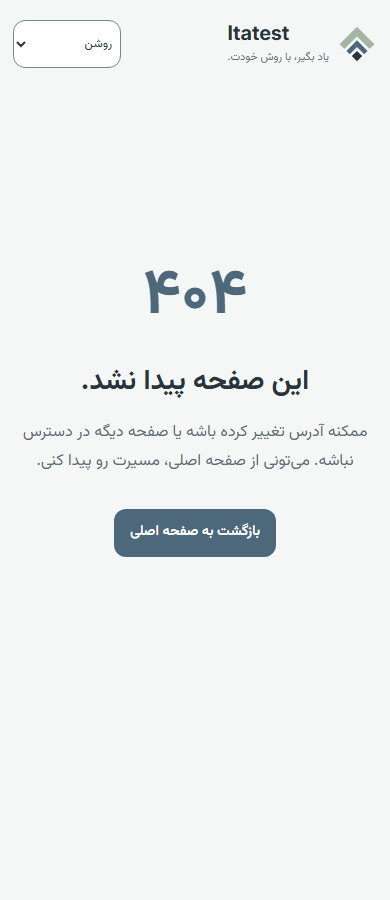 Itatest
یاد بگیر، با روش خودت.
روشن
۴۰۴
این صفحه پیدا نشد.
ممکنه آدرس تغییر کرده باشه یا صفحه دیگه در دسترس
نباشه. می‌تونی از صفحه اصلی، مسیرت رو پیدا کنی.
بازگشت به صفحه اصلی